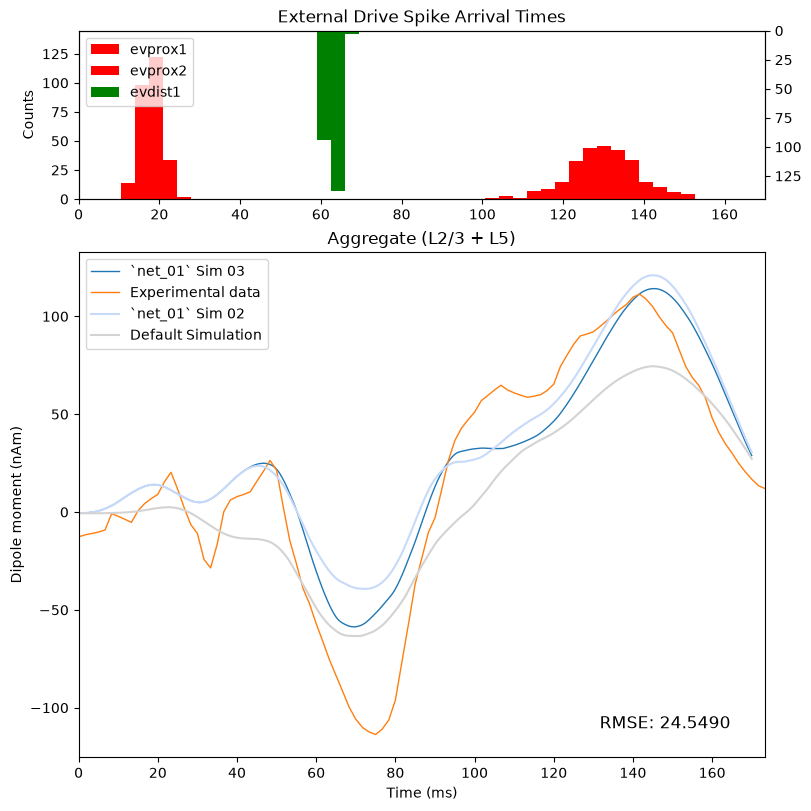 External Drive Spike Arrival Times
evprox1
evprox2
evdist1
Counts
125
100
75
50
25
0
0
25
50
75
100
125
0 20 40 60 80 100 120 140 160
Aggregate (L2/3 + L5)
`net_01` Sim 03
Experimental data
`net_01` Sim 02
Default Simulation
Dipole moment (nAm)
100
50
0
−50
−100
RMSE: 24.5490
0 20 40 60 80 100 120 140 160
Time (ms)